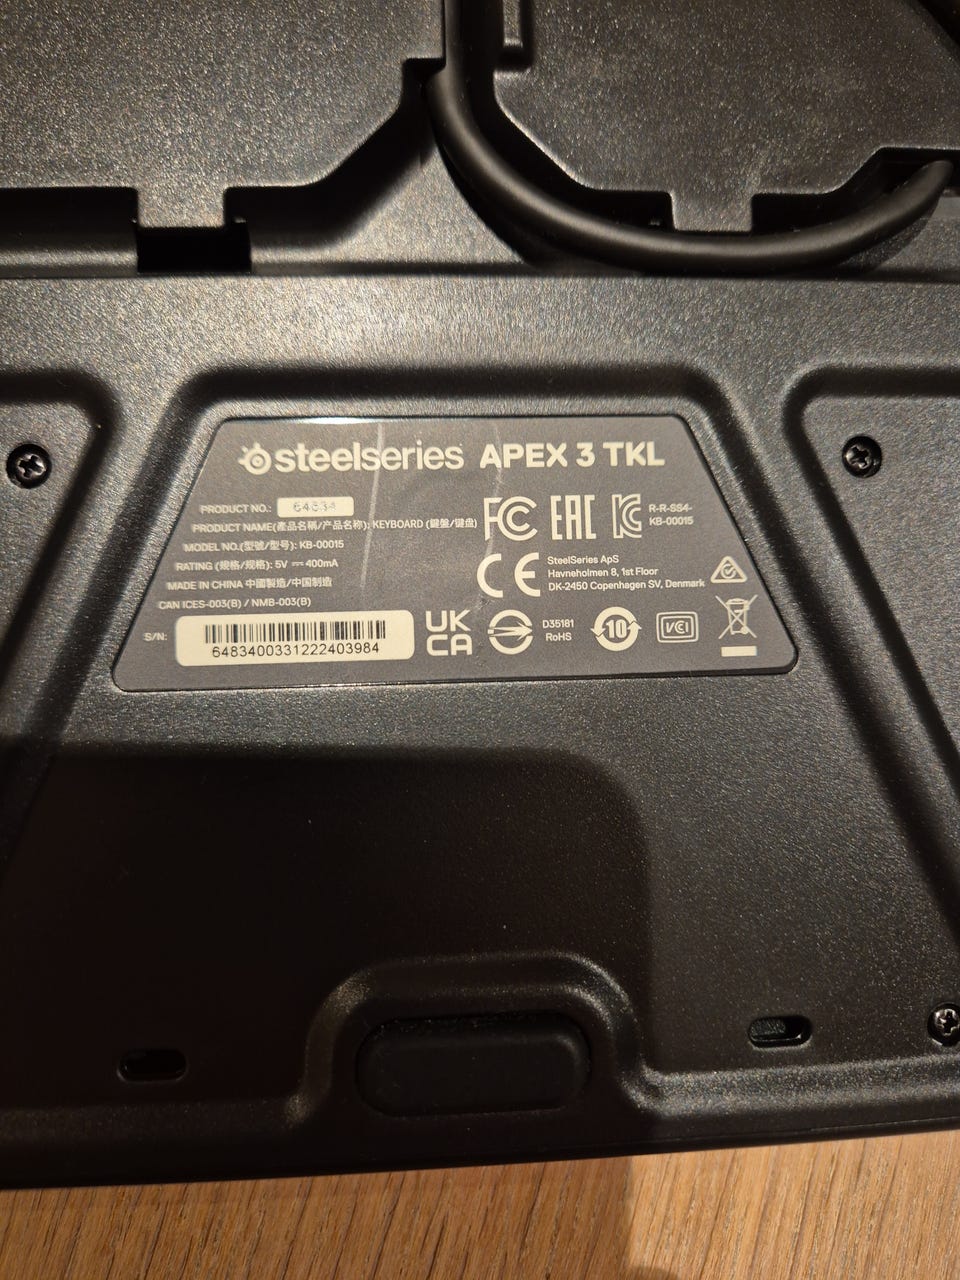 steelseries APEX 3 TKL
PRODUCT NO.: 64834
PRODUCT NAME(產品名稱/产品名称): KEYBOARD (鍵盤/键盘)
MODEL NO.(型號/型号): KB-00015
RATING (規格/规格): 5V ⎓ 400mA
MADE IN CHINA 中國製造/中国制造
CAN ICES-003(B) / NMB-003(B)
S/N:
6483400331222403984
FC EAC KC
R-R-SS4-
KB-00015
CE
SteelSeries ApS
Havneholmen 8, 1st Floor
DK-2450 Copenhagen SV, Denmark
UK
CA
D35181
RoHS
10
VCCI